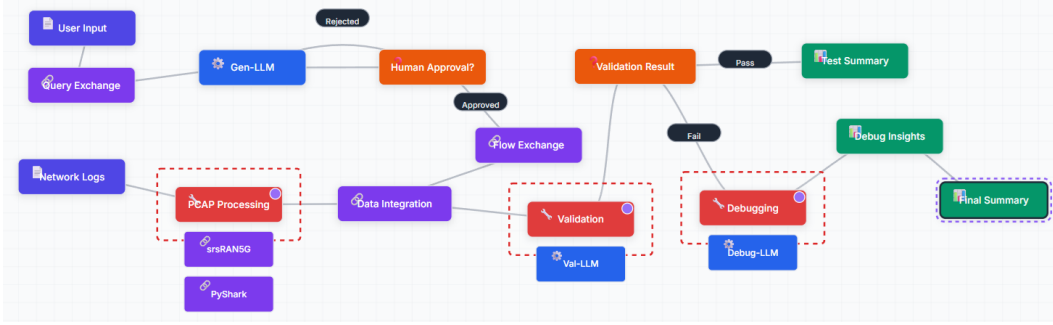 User Input
Query Exchange
Gen-LLM
Rejected
Human Approval?
Approved
Flow Exchange
Network Logs
PCAP Processing
srsRAN5G
PyShark
Data Integration
Validation
Val-LLM
Validation Result
Pass
Test Summary
Fail
Debugging
Debug-LLM
Debug Insights
Final Summary